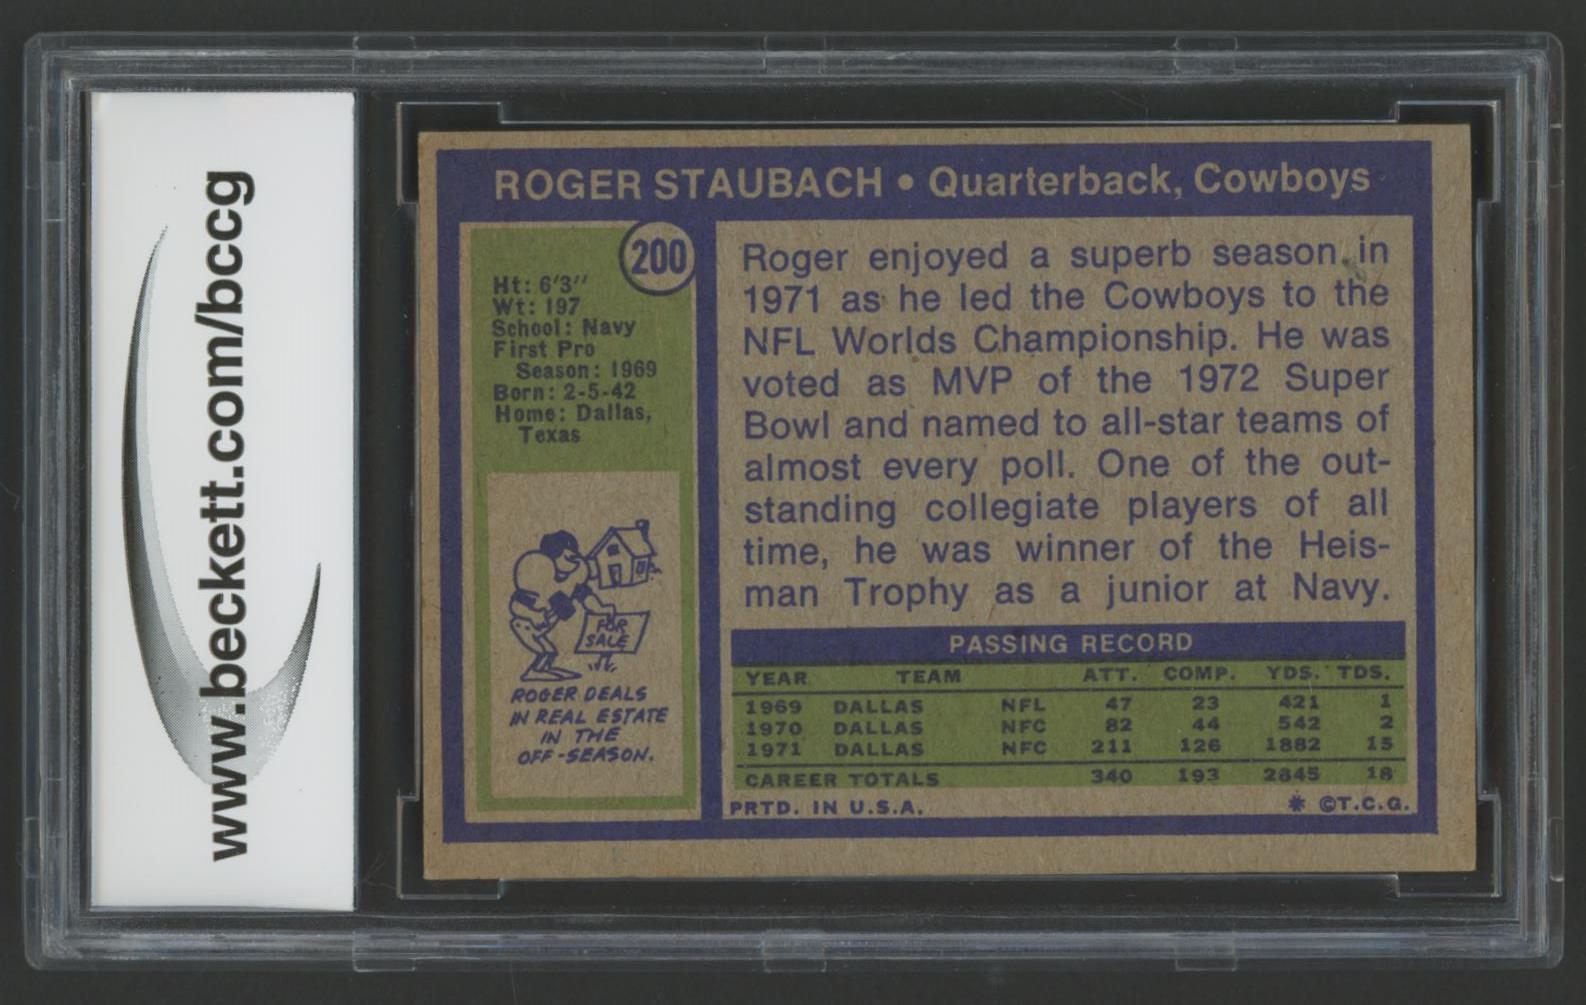 www.beckett.com/bccg
ROGER STAUBACH • Quarterback, Cowboys
200
Ht: 6'3''
Wt: 197
School: Navy
First Pro
Season: 1969
Born: 2-5-42
Home: Dallas,
Texas
FOR
SALE
ROGER DEALS
IN REAL ESTATE
IN THE
OFF-SEASON.
Roger enjoyed a superb season in
1971 as he led the Cowboys to the
NFL Worlds Championship. He was
voted as MVP of the 1972 Super
Bowl and named to all-star teams of
almost every poll. One of the out-
standing collegiate players of all
time, he was winner of the Heis-
man Trophy as a junior at Navy.
PASSING RECORD
YEAR TEAM ATT. COMP. YDS. TDS.
1969 DALLAS NFL 47 23 421 1
1970 DALLAS NFC 82 44 542 2
1971 DALLAS NFC 211 126 1882 15
CAREER TOTALS 340 193 2845 18
PRTD. IN U.S.A. * ©T.C.G.